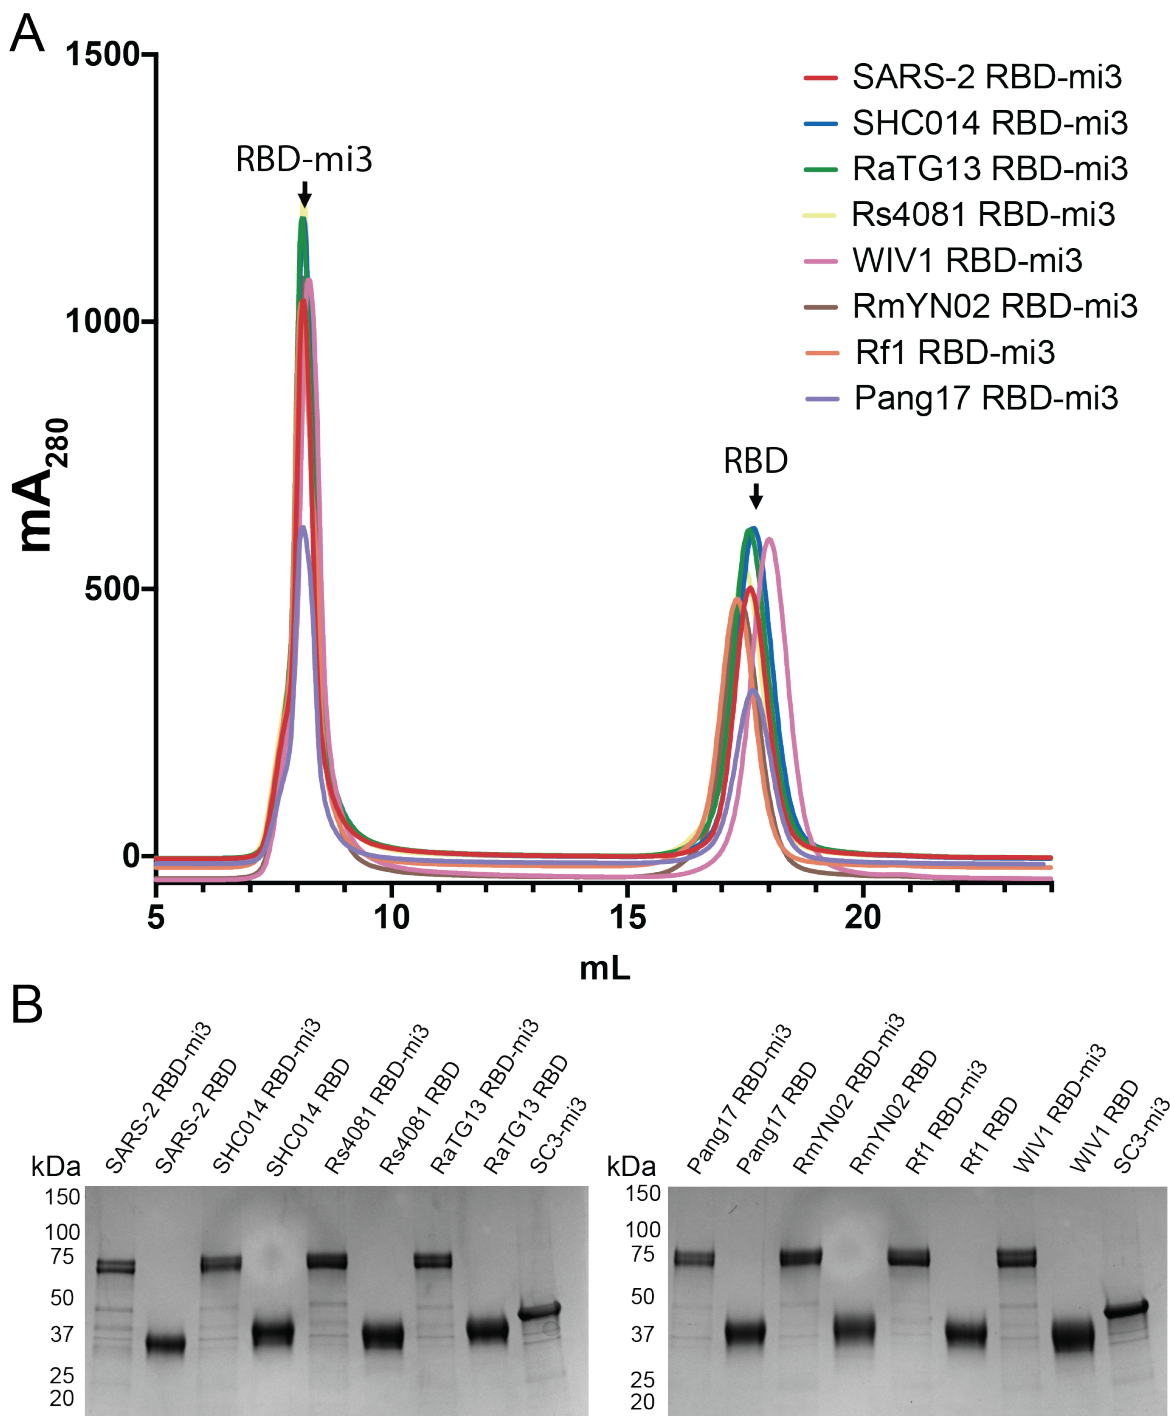 A
1500
1000
500
0
mA280
RBD-mi3
RBD
SARS-2 RBD-mi3
SHC014 RBD-mi3
RaTG13 RBD-mi3
Rs4081 RBD-mi3
WIV1 RBD-mi3
RmYN02 RBD-mi3
Rf1 RBD-mi3
Pang17 RBD-mi3
5 10 15 20
mL
B
SARS-2 RBD-mi3
SARS-2 RBD
SHC014 RBD-mi3
SHC014 RBD
Rs4081 RBD-mi3
Rs4081 RBD
RaTG13 RBD-mi3
RaTG13 RBD
SC3-mi3
kDa
150
100
75
50
37
25
20
Pang17 RBD-mi3
Pang17 RBD
RmYN02 RBD-mi3
RmYN02 RBD
Rf1 RBD-mi3
Rf1 RBD
WIV1 RBD-mi3
WIV1 RBD
SC3-mi3
kDa
150
100
75
50
37
25
20